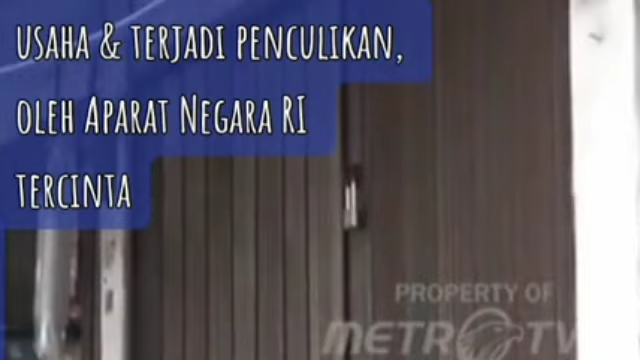 USAHA & TERJADI PENCULIKAN,
OLEH APARAT NEGARA RI
TERCINTA
PROPERTY OF
METRO TV